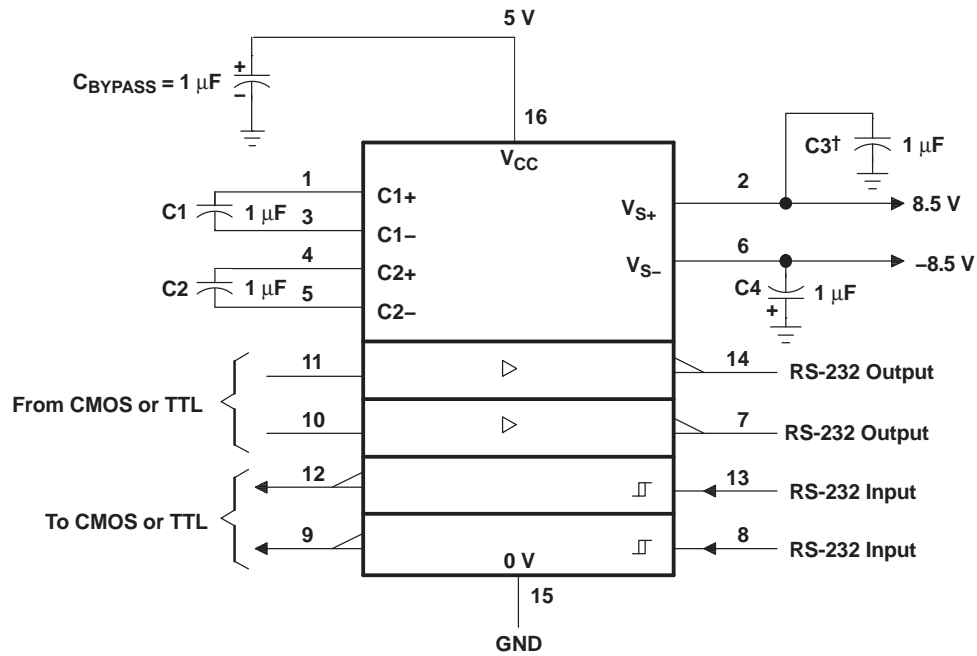 5 V
C_BYPASS = 1 μF
+
−
16
V_CC
C3†
1 μF
1
C1+
2
C1
1 μF
V_S+
8.5 V
3
C1−
4
C2+
6
V_S−
−8.5 V
C2
1 μF
5
C2−
C4
1 μF
+
11
14
RS-232 Output
From CMOS or TTL
10
7
RS-232 Output
12
13
RS-232 Input
To CMOS or TTL
9
8
RS-232 Input
0 V
15
GND